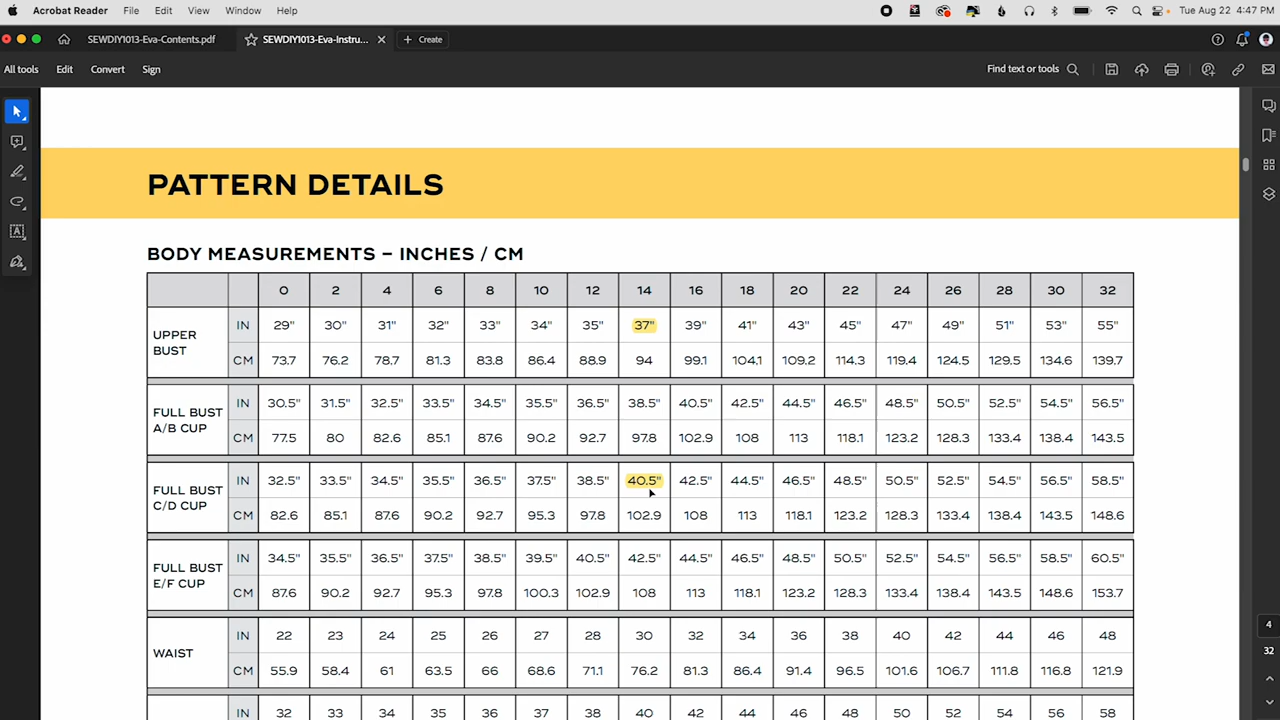 Acrobat Reader File Edit View Window Help Tue Aug 22 4:47 PM
SEWDIY1013-Eva-Contents.pdf SEWDIY1013-Eva-Instru... Create
All tools Edit Convert Sign Find text or tools
PATTERN DETAILS
BODY MEASUREMENTS – INCHES / CM
0 2 4 6 8 10 12 14 16 18 20 22 24 26 28 30 32
UPPER BUST
IN 29" 30" 31" 32" 33" 34" 35" 37" 39" 41" 43" 45" 47" 49" 51" 53" 55"
CM 73.7 76.2 78.7 81.3 83.8 86.4 88.9 94 99.1 104.1 109.2 114.3 119.4 124.5 129.5 134.6 139.7
FULL BUST A/B CUP
IN 30.5" 31.5" 32.5" 33.5" 34.5" 35.5" 36.5" 38.5" 40.5" 42.5" 44.5" 46.5" 48.5" 50.5" 52.5" 54.5" 56.5"
CM 77.5 80 82.6 85.1 87.6 90.2 92.7 97.8 102.9 108 113 118.1 123.2 128.3 133.4 138.4 143.5
FULL BUST C/D CUP
IN 32.5" 33.5" 34.5" 35.5" 36.5" 37.5" 38.5" 40.5" 42.5" 44.5" 46.5" 48.5" 50.5" 52.5" 54.5" 56.5" 58.5"
CM 82.6 85.1 87.6 90.2 92.7 95.3 97.8 102.9 108 113 118.1 123.2 128.3 133.4 138.4 143.5 148.6
FULL BUST E/F CUP
IN 34.5" 35.5" 36.5" 37.5" 38.5" 39.5" 40.5" 42.5" 44.5" 46.5" 48.5" 50.5" 52.5" 54.5" 56.5" 58.5" 60.5"
CM 87.6 90.2 92.7 95.3 97.8 100.3 102.9 108 113 118.1 123.2 128.3 133.4 138.4 143.5 148.6 153.7
WAIST
IN 22 23 24 25 26 27 28 30 32 34 36 38 40 42 44 46 48
CM 55.9 58.4 61 63.5 66 68.6 71.1 76.2 81.3 86.4 91.4 96.5 101.6 106.7 111.8 116.8 121.9
IN 32 33 34 35 36 37 38 40 42 44 46 48 50 52 54 56 58
4
32